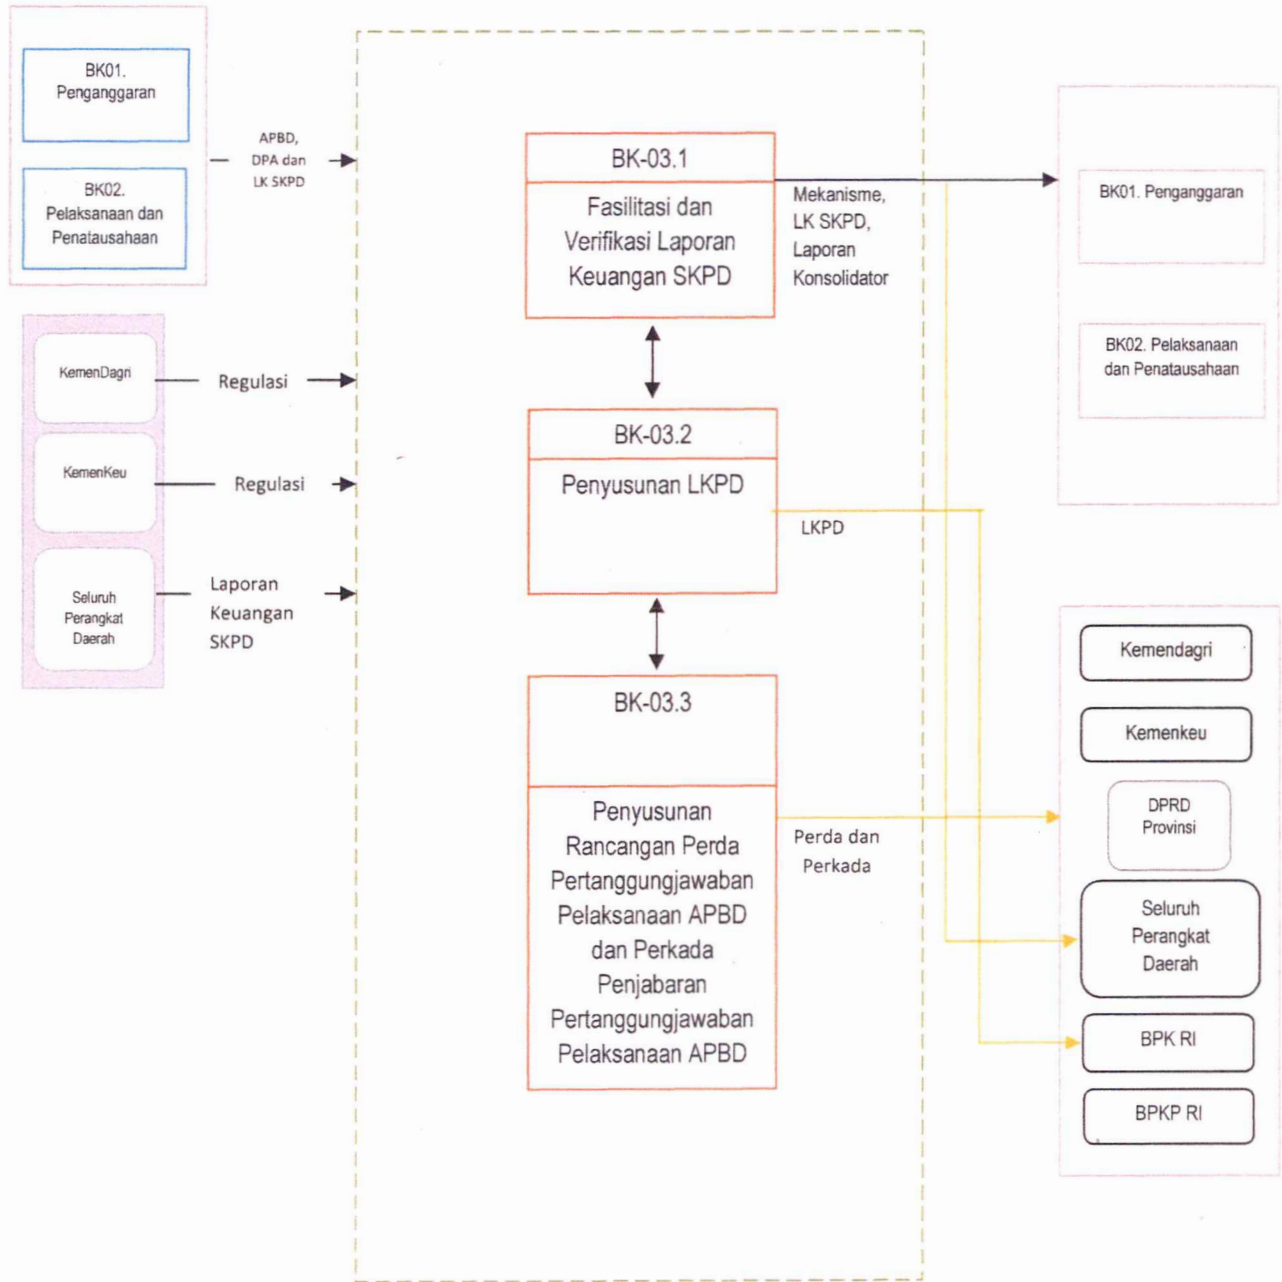 BK01.
Penganggaran
BK02.
Pelaksanaan dan
Penatausahaan
APBD,
DPA dan
LK SKPD
KemenDagri
Regulasi
KemenKeu
Regulasi
Seluruh
Perangkat
Daerah
Laporan
Keuangan
SKPD
BK-03.1
Fasilitasi dan
Verifikasi Laporan
Keuangan SKPD
Mekanisme,
LK SKPD,
Laporan
Konsolidator
BK-03.2
Penyusunan LKPD
LKPD
BK-03.3
Penyusunan
Rancangan Perda
Pertanggungjawaban
Pelaksanaan APBD
dan Perkada
Penjabaran
Pertanggungjawaban
Pelaksanaan APBD
Perda dan
Perkada
BK01. Penganggaran
BK02. Pelaksanaan
dan Penatausahaan
Kemendagri
Kemenkeu
DPRD
Provinsi
Seluruh
Perangkat
Daerah
BPK RI
BPKP RI